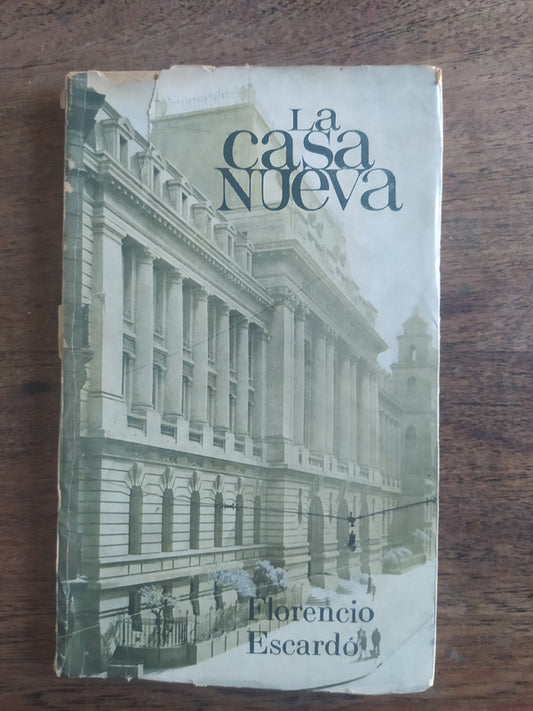 La
casa
NUeva
Florencio
Escardó